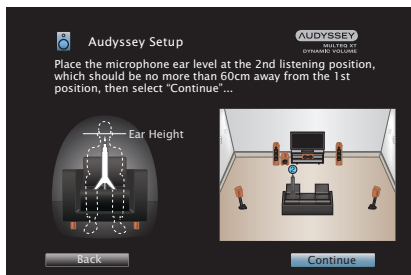 Audyssey Setup
AUDYSSEY
MULTEQ XT
DYNAMIC VOLUME
Place the microphone ear level at the 2nd listening position,
which should be no more than 60cm away from the 1st
position, then select “Continue”...
Ear Height
Back
Continue